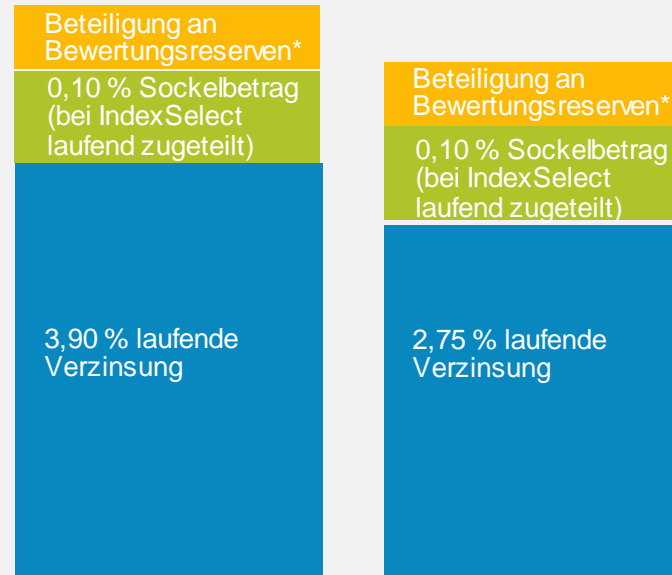 Beteiligung an
Bewertungsreserven*
0,10 % Sockelbetrag
(bei IndexSelect
laufend zugeteilt)
3,90 % laufende
Verzinsung
Beteiligung an
Bewertungsreserven*
0,10 % Sockelbetrag
(bei IndexSelect
laufend zugeteilt)
2,75 % laufende
Verzinsung